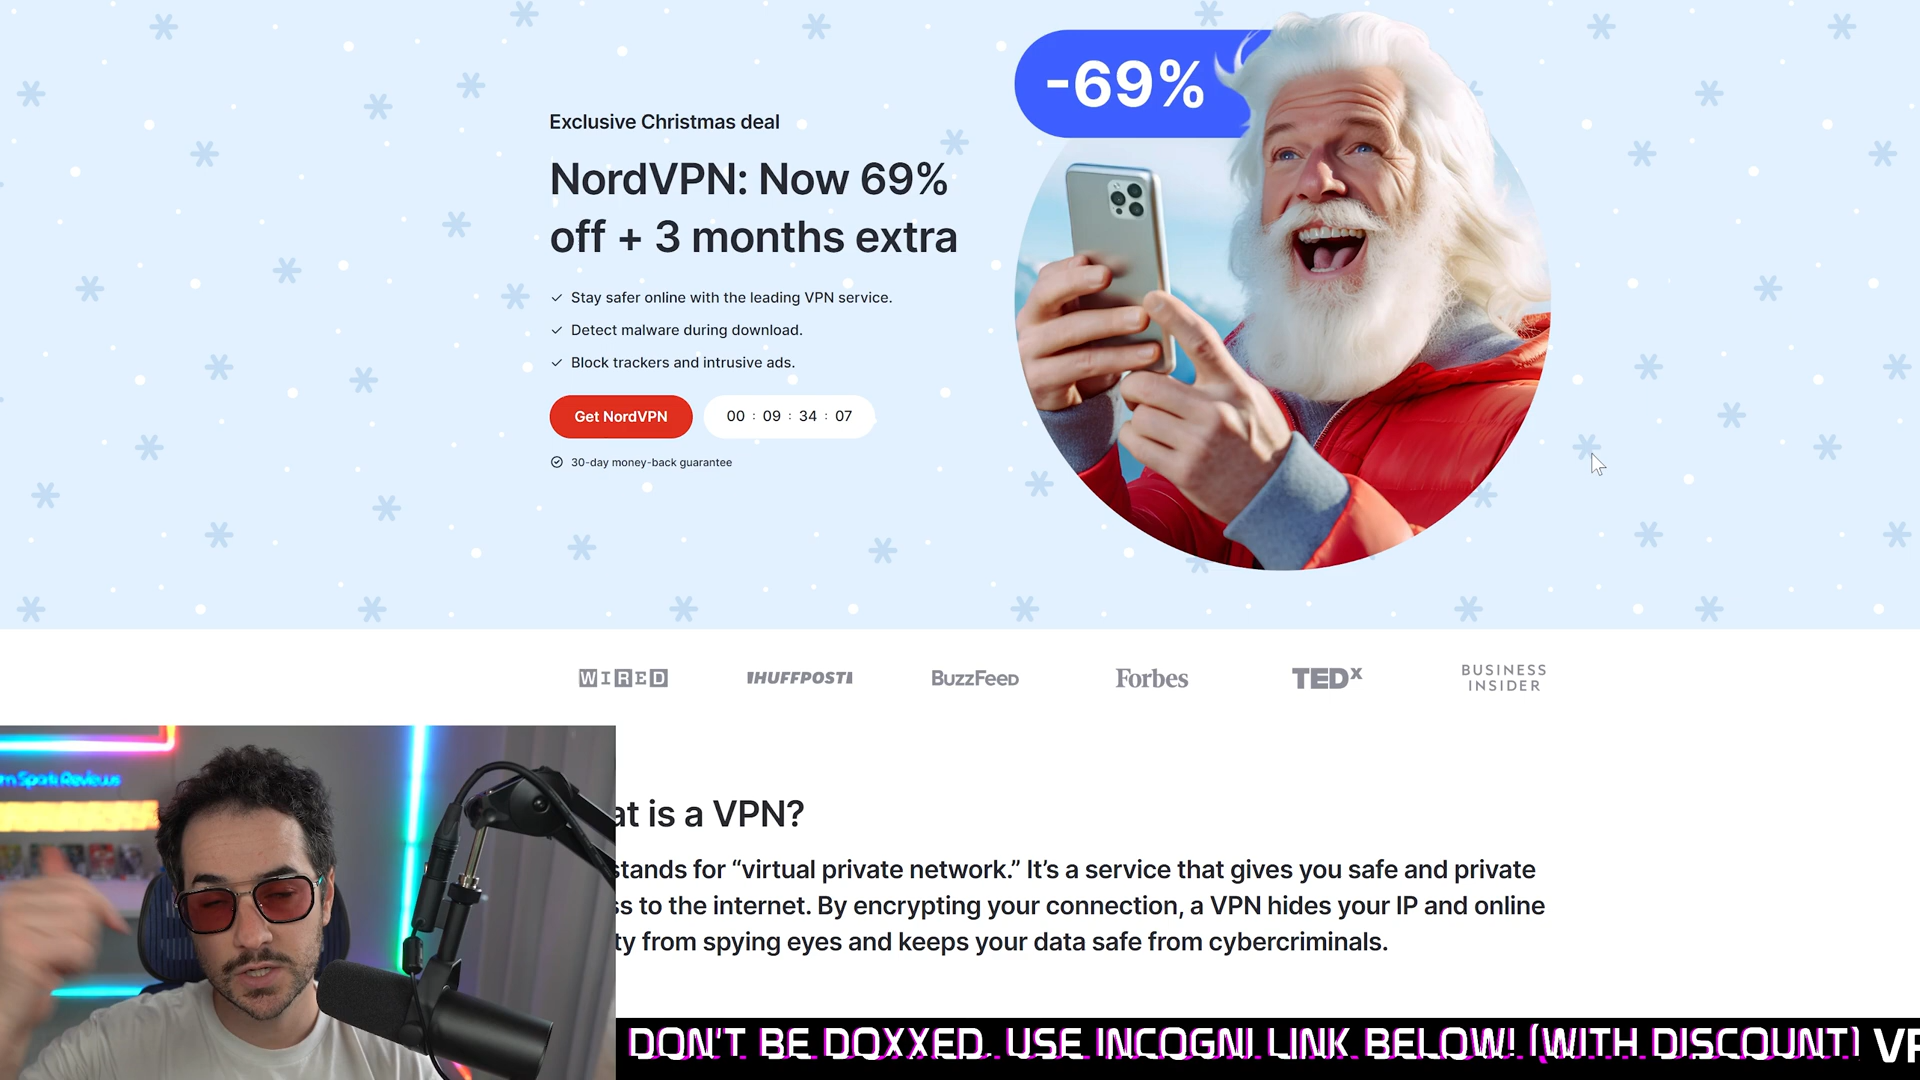 -69%
Exclusive Christmas deal
NordVPN: Now 69%
off + 3 months extra
Stay safer online with the leading VPN service.
Detect malware during download.
Block trackers and intrusive ads.
Get NordVPN
00 : 09 : 34 : 07
30-day money-back guarantee
WIRED
HUFFPOST
BuzzFeed
Forbes
TEDx
BUSINESS
INSIDER
at is a VPN?
stands for “virtual private network.” It’s a service that gives you safe and private
s to the internet. By encrypting your connection, a VPN hides your IP and online
ty from spying eyes and keeps your data safe from cybercriminals.
m Spark Reviews
DON'T BE DOXXED. USE INCOGNI LINK BELOW! (WITH DISCOUNT) VP